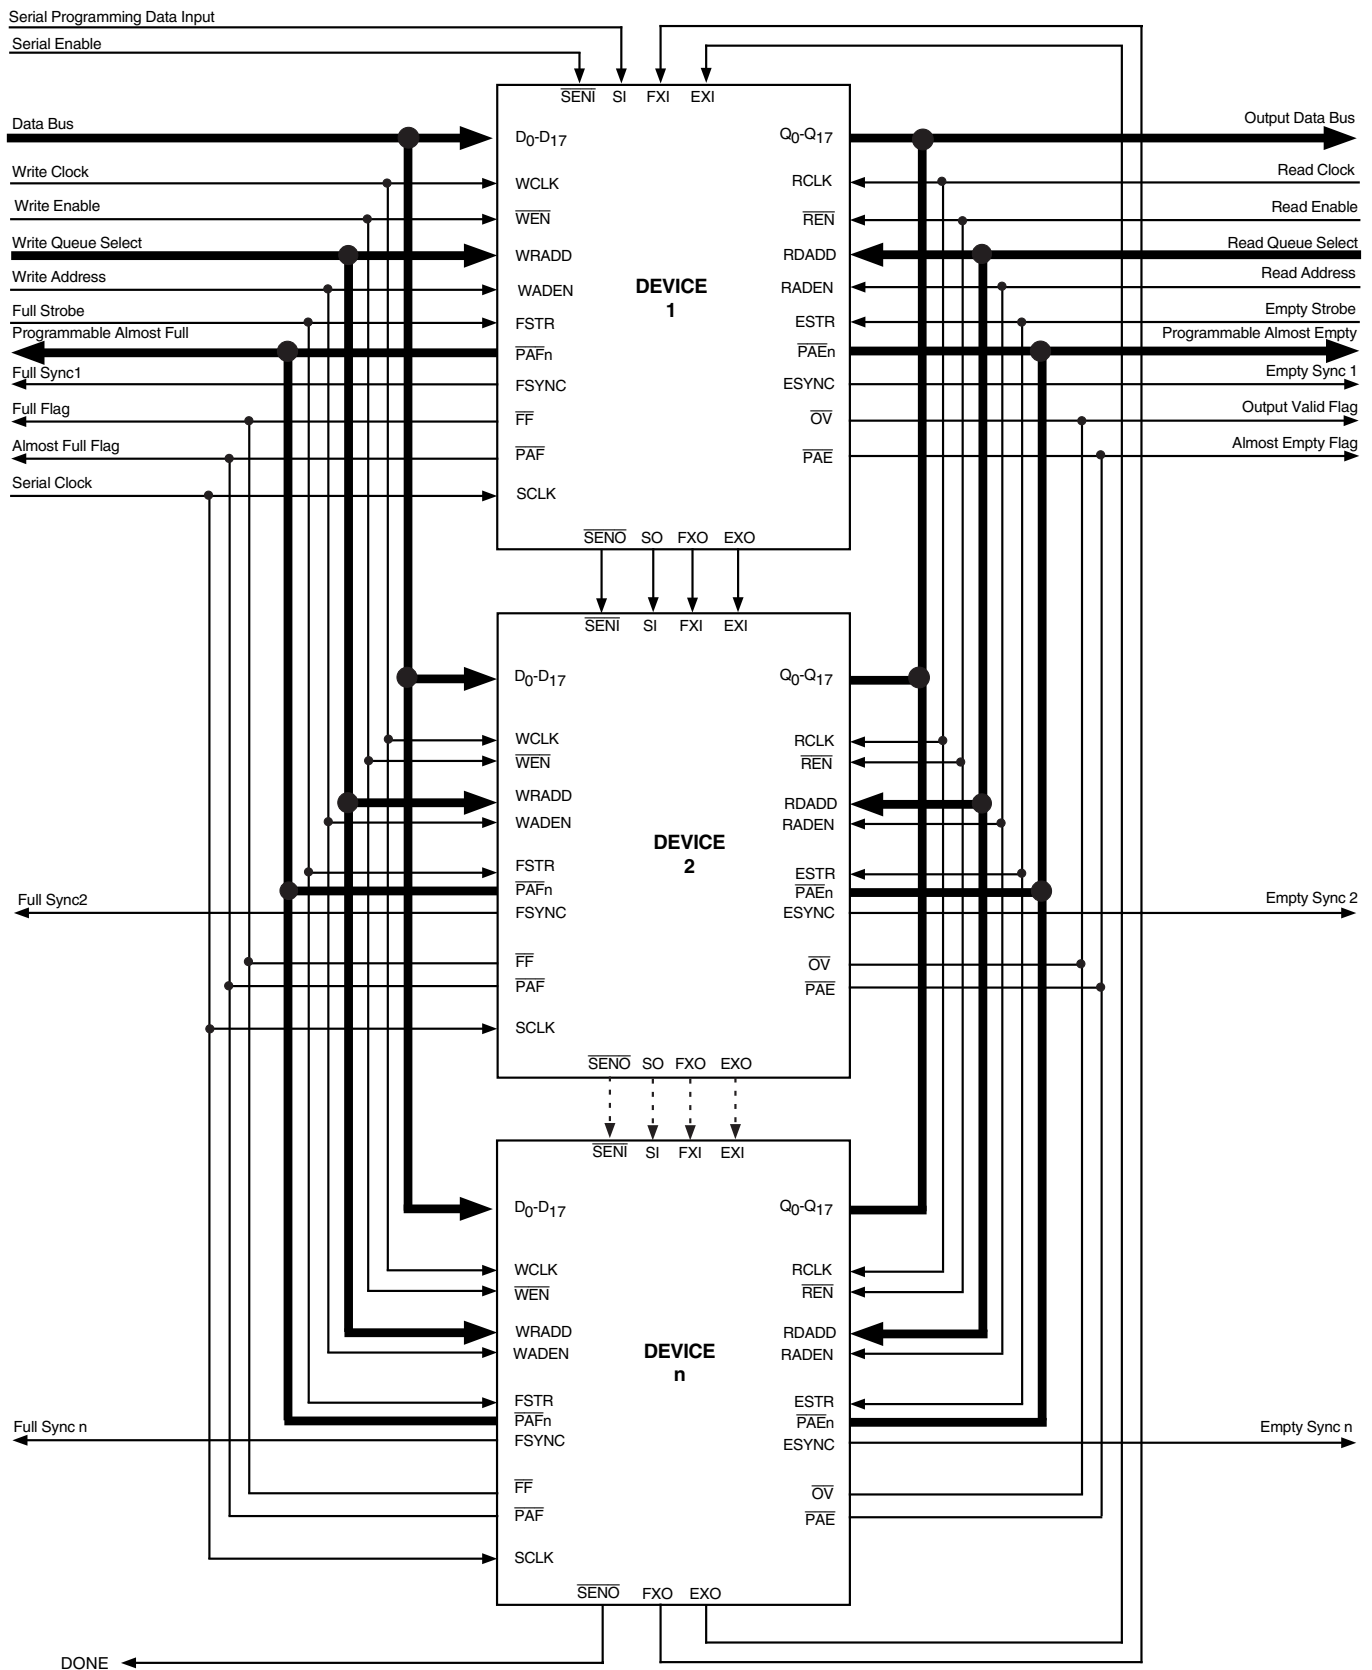 Serial Programming Data Input
Serial Enable
SENI SI FXI EXI
Data Bus
D0-D17
Q0-Q17
Output Data Bus
Write Clock
WCLK
RCLK
Read Clock
Write Enable
WEN
REN
Read Enable
Write Queue Select
WRADD
RDADD
Read Queue Select
Write Address
WADEN
RADEN
Read Address
DEVICE
1
Full Strobe
FSTR
ESTR
Empty Strobe
Programmable Almost Full
PAFn
PAEn
Programmable Almost Empty
Full Sync1
FSYNC
ESYNC
Empty Sync 1
Full Flag
FF
OV
Output Valid Flag
Almost Full Flag
PAF
PAE
Almost Empty Flag
Serial Clock
SCLK
SENO SO FXO EXO
SENI SI FXI EXI
D0-D17
Q0-Q17
WCLK
RCLK
WEN
REN
WRADD
RDADD
WADEN
RADEN
DEVICE
2
FSTR
ESTR
PAFn
PAEn
Full Sync2
FSYNC
ESYNC
Empty Sync 2
FF
OV
PAF
PAE
SCLK
SENO SO FXO EXO
SENI SI FXI EXI
D0-D17
Q0-Q17
WCLK
RCLK
WEN
REN
WRADD
RDADD
WADEN
RADEN
DEVICE
n
FSTR
ESTR
PAFn
PAEn
Full Sync n
FSYNC
ESYNC
Empty Sync n
FF
OV
PAF
PAE
SCLK
SENO FXO EXO
DONE